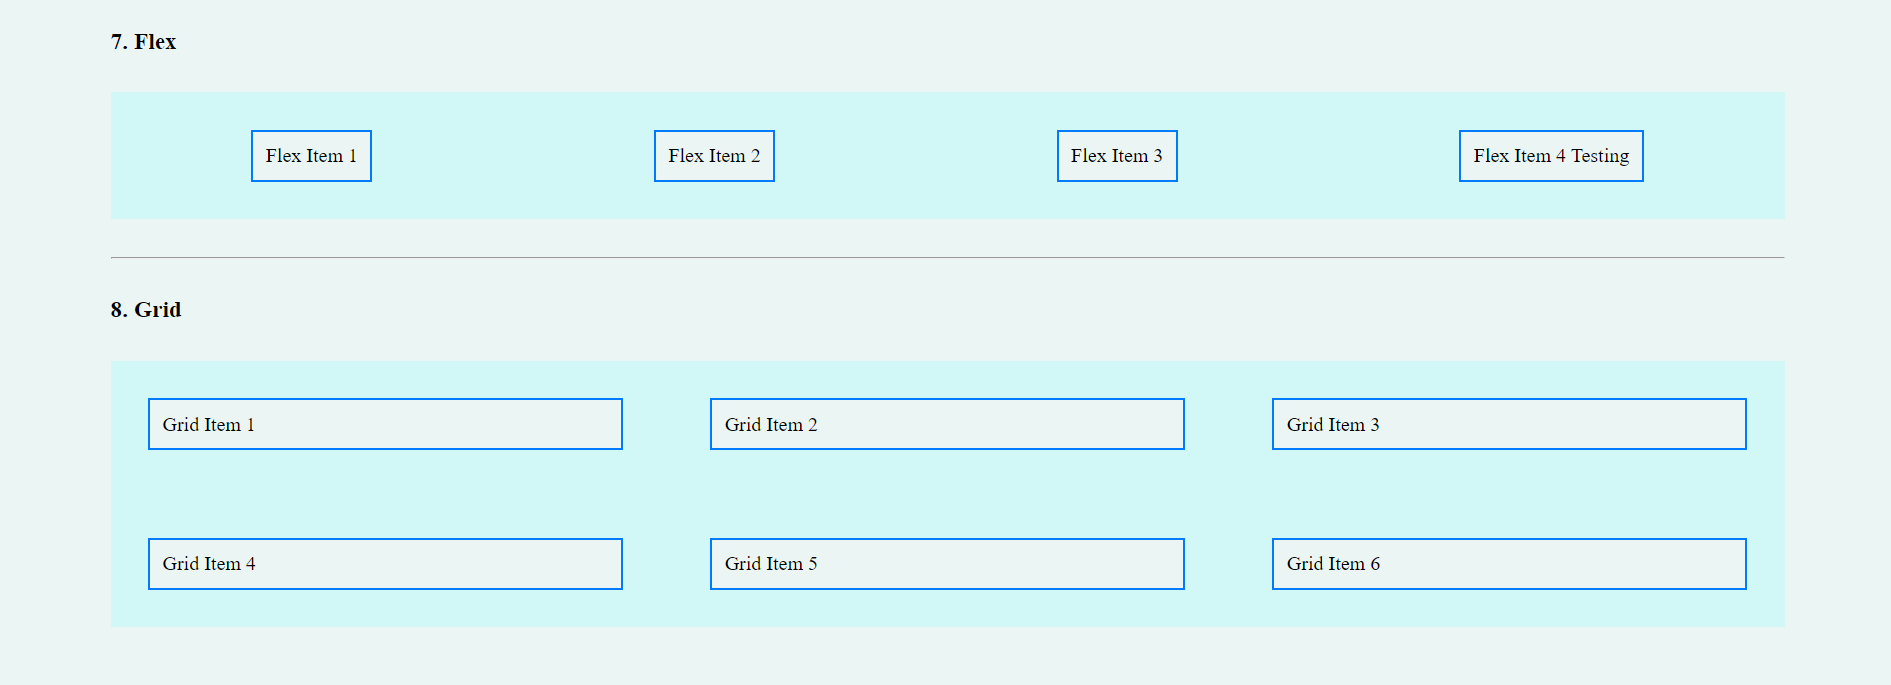 7. Flex
Flex Item 1
Flex Item 2
Flex Item 3
Flex Item 4 Testing
8. Grid
Grid Item 1
Grid Item 2
Grid Item 3
Grid Item 4
Grid Item 5
Grid Item 6